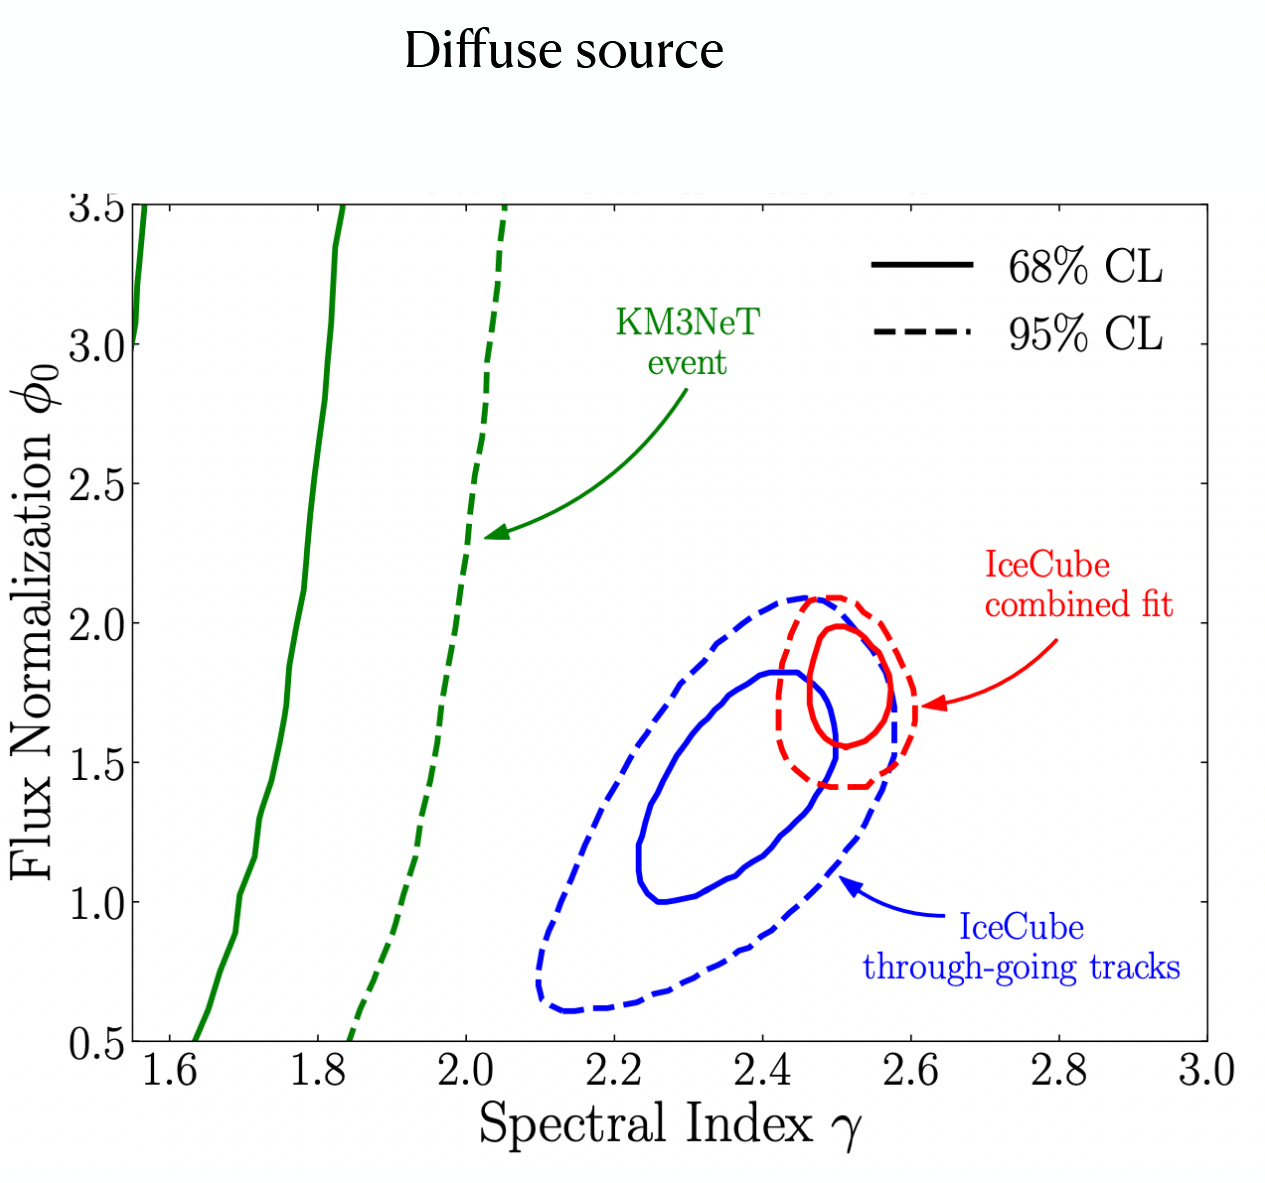 Diffuse source
3.5
3.0
2.5
2.0
1.5
1.0
0.5
Flux Normalization ϕ0
68% CL
95% CL
KM3NeT
event
IceCube
combined fit
IceCube
through-going tracks
1.6 1.8 2.0 2.2 2.4 2.6 2.8 3.0
Spectral Index γ